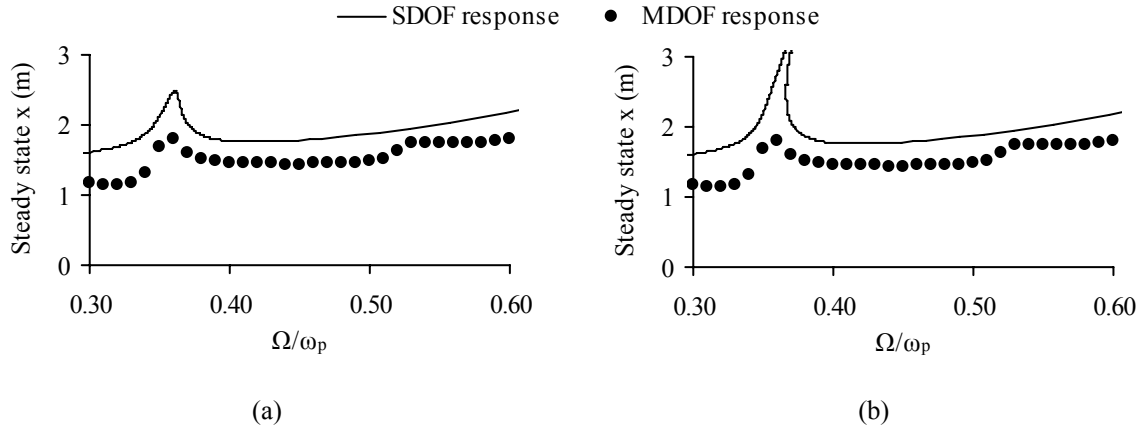 SDOF response
MDOF response
Steady state x (m)
3
2
1
0
0.30 0.40 0.50 0.60
Ω/ωp
(a)
Steady state x (m)
3
2
1
0
0.30 0.40 0.50 0.60
Ω/ωp
(b)